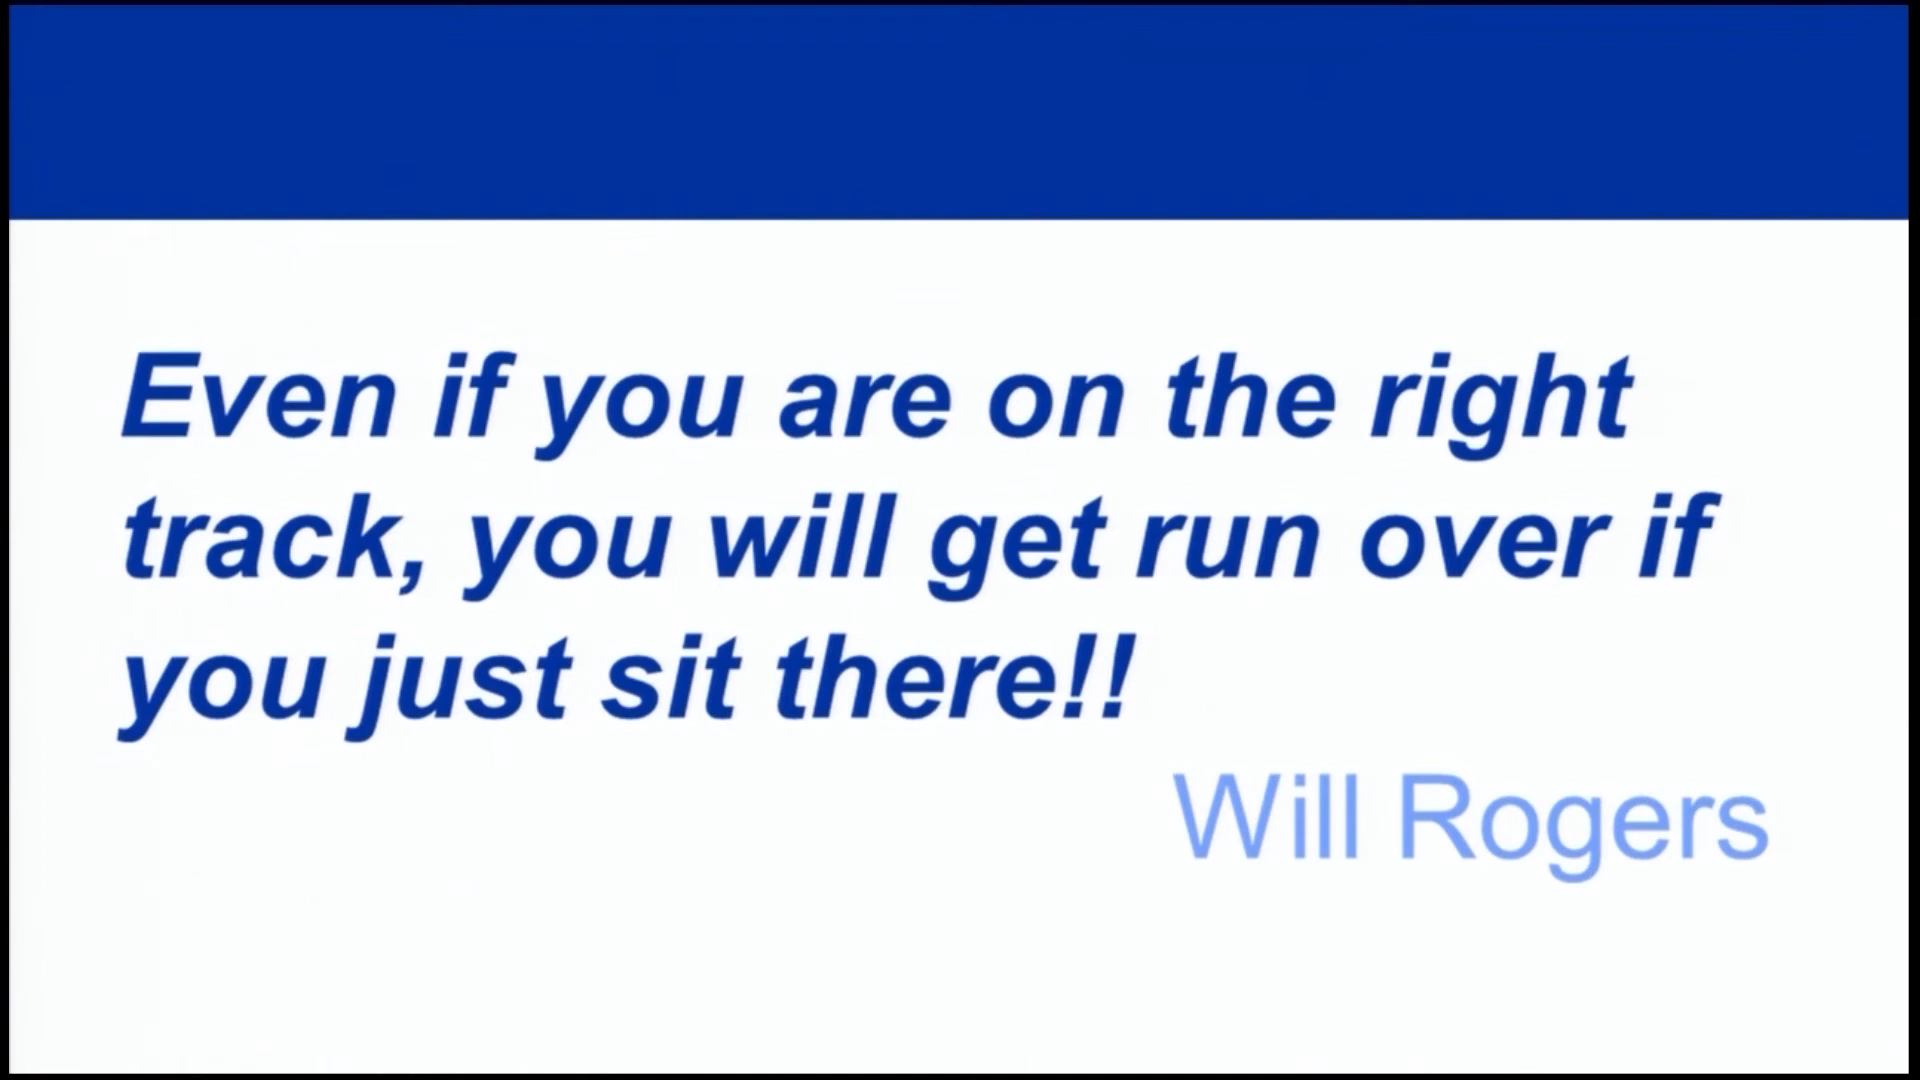 Even if you are on the right
track, you will get run over if
you just sit there!!
Will Rogers